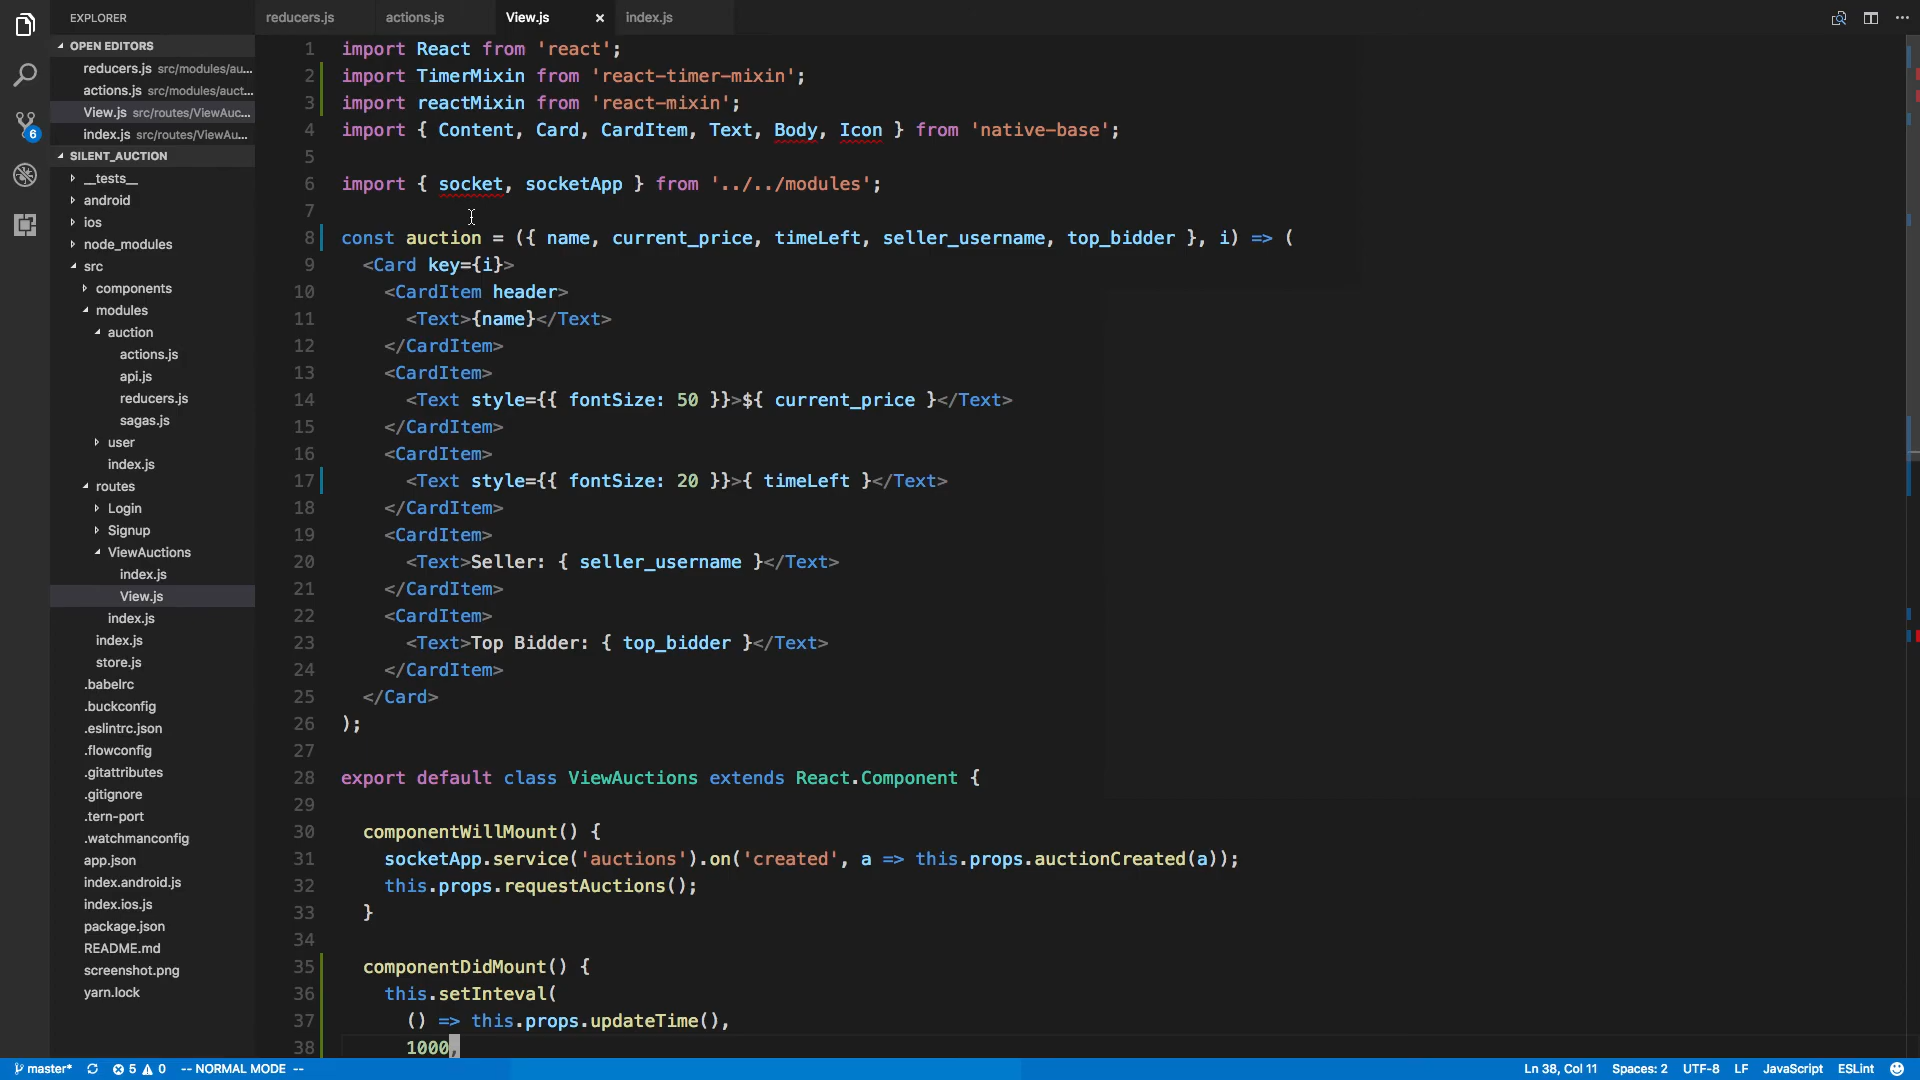 EXPLORER
OPEN EDITORS
reducers.js src/modules/au...
actions.js src/modules/auct...
View.js src/routes/ViewAuc...
index.js src/routes/ViewAu...
SILENT_AUCTION
__tests__
android
ios
node_modules
src
components
modules
auction
actions.js
api.js
reducers.js
sagas.js
user
index.js
routes
Login
Signup
ViewAuctions
index.js
View.js
index.js
index.js
store.js
.babelrc
.buckconfig
.eslintrc.json
.flowconfig
.gitattributes
.gitignore
.tern-port
.watchmanconfig
app.json
index.android.js
index.ios.js
package.json
README.md
screenshot.png
yarn.lock
6
reducers.js actions.js View.js × index.js
1 import React from 'react';
2 import TimerMixin from 'react-timer-mixin';
3 import reactMixin from 'react-mixin';
4 import { Content, Card, CardItem, Text, Body, Icon } from 'native-base';
5
6 import { socket, socketApp } from '../../modules';
7
8 const auction = ({ name, current_price, timeLeft, seller_username, top_bidder }, i) => (
9 <Card key={i}>
10 <CardItem header>
11 <Text>{name}</Text>
12 </CardItem>
13 <CardItem>
14 <Text style={{ fontSize: 50 }}>${ current_price }</Text>
15 </CardItem>
16 <CardItem>
17 <Text style={{ fontSize: 20 }}>{ timeLeft }</Text>
18 </CardItem>
19 <CardItem>
20 <Text>Seller: { seller_username }</Text>
21 </CardItem>
22 <CardItem>
23 <Text>Top Bidder: { top_bidder }</Text>
24 </CardItem>
25 </Card>
26 );
27
28 export default class ViewAuctions extends React.Component {
29
30 componentWillMount() {
31 socketApp.service('auctions').on('created', a => this.props.auctionCreated(a));
32 this.props.requestAuctions();
33 }
34
35 componentDidMount() {
36 this.setInteval(
37 () => this.props.updateTime(),
38 1000,
master* 5 0 -- NORMAL MODE -- Ln 38, Col 11 Spaces: 2 UTF-8 LF JavaScript ESLint